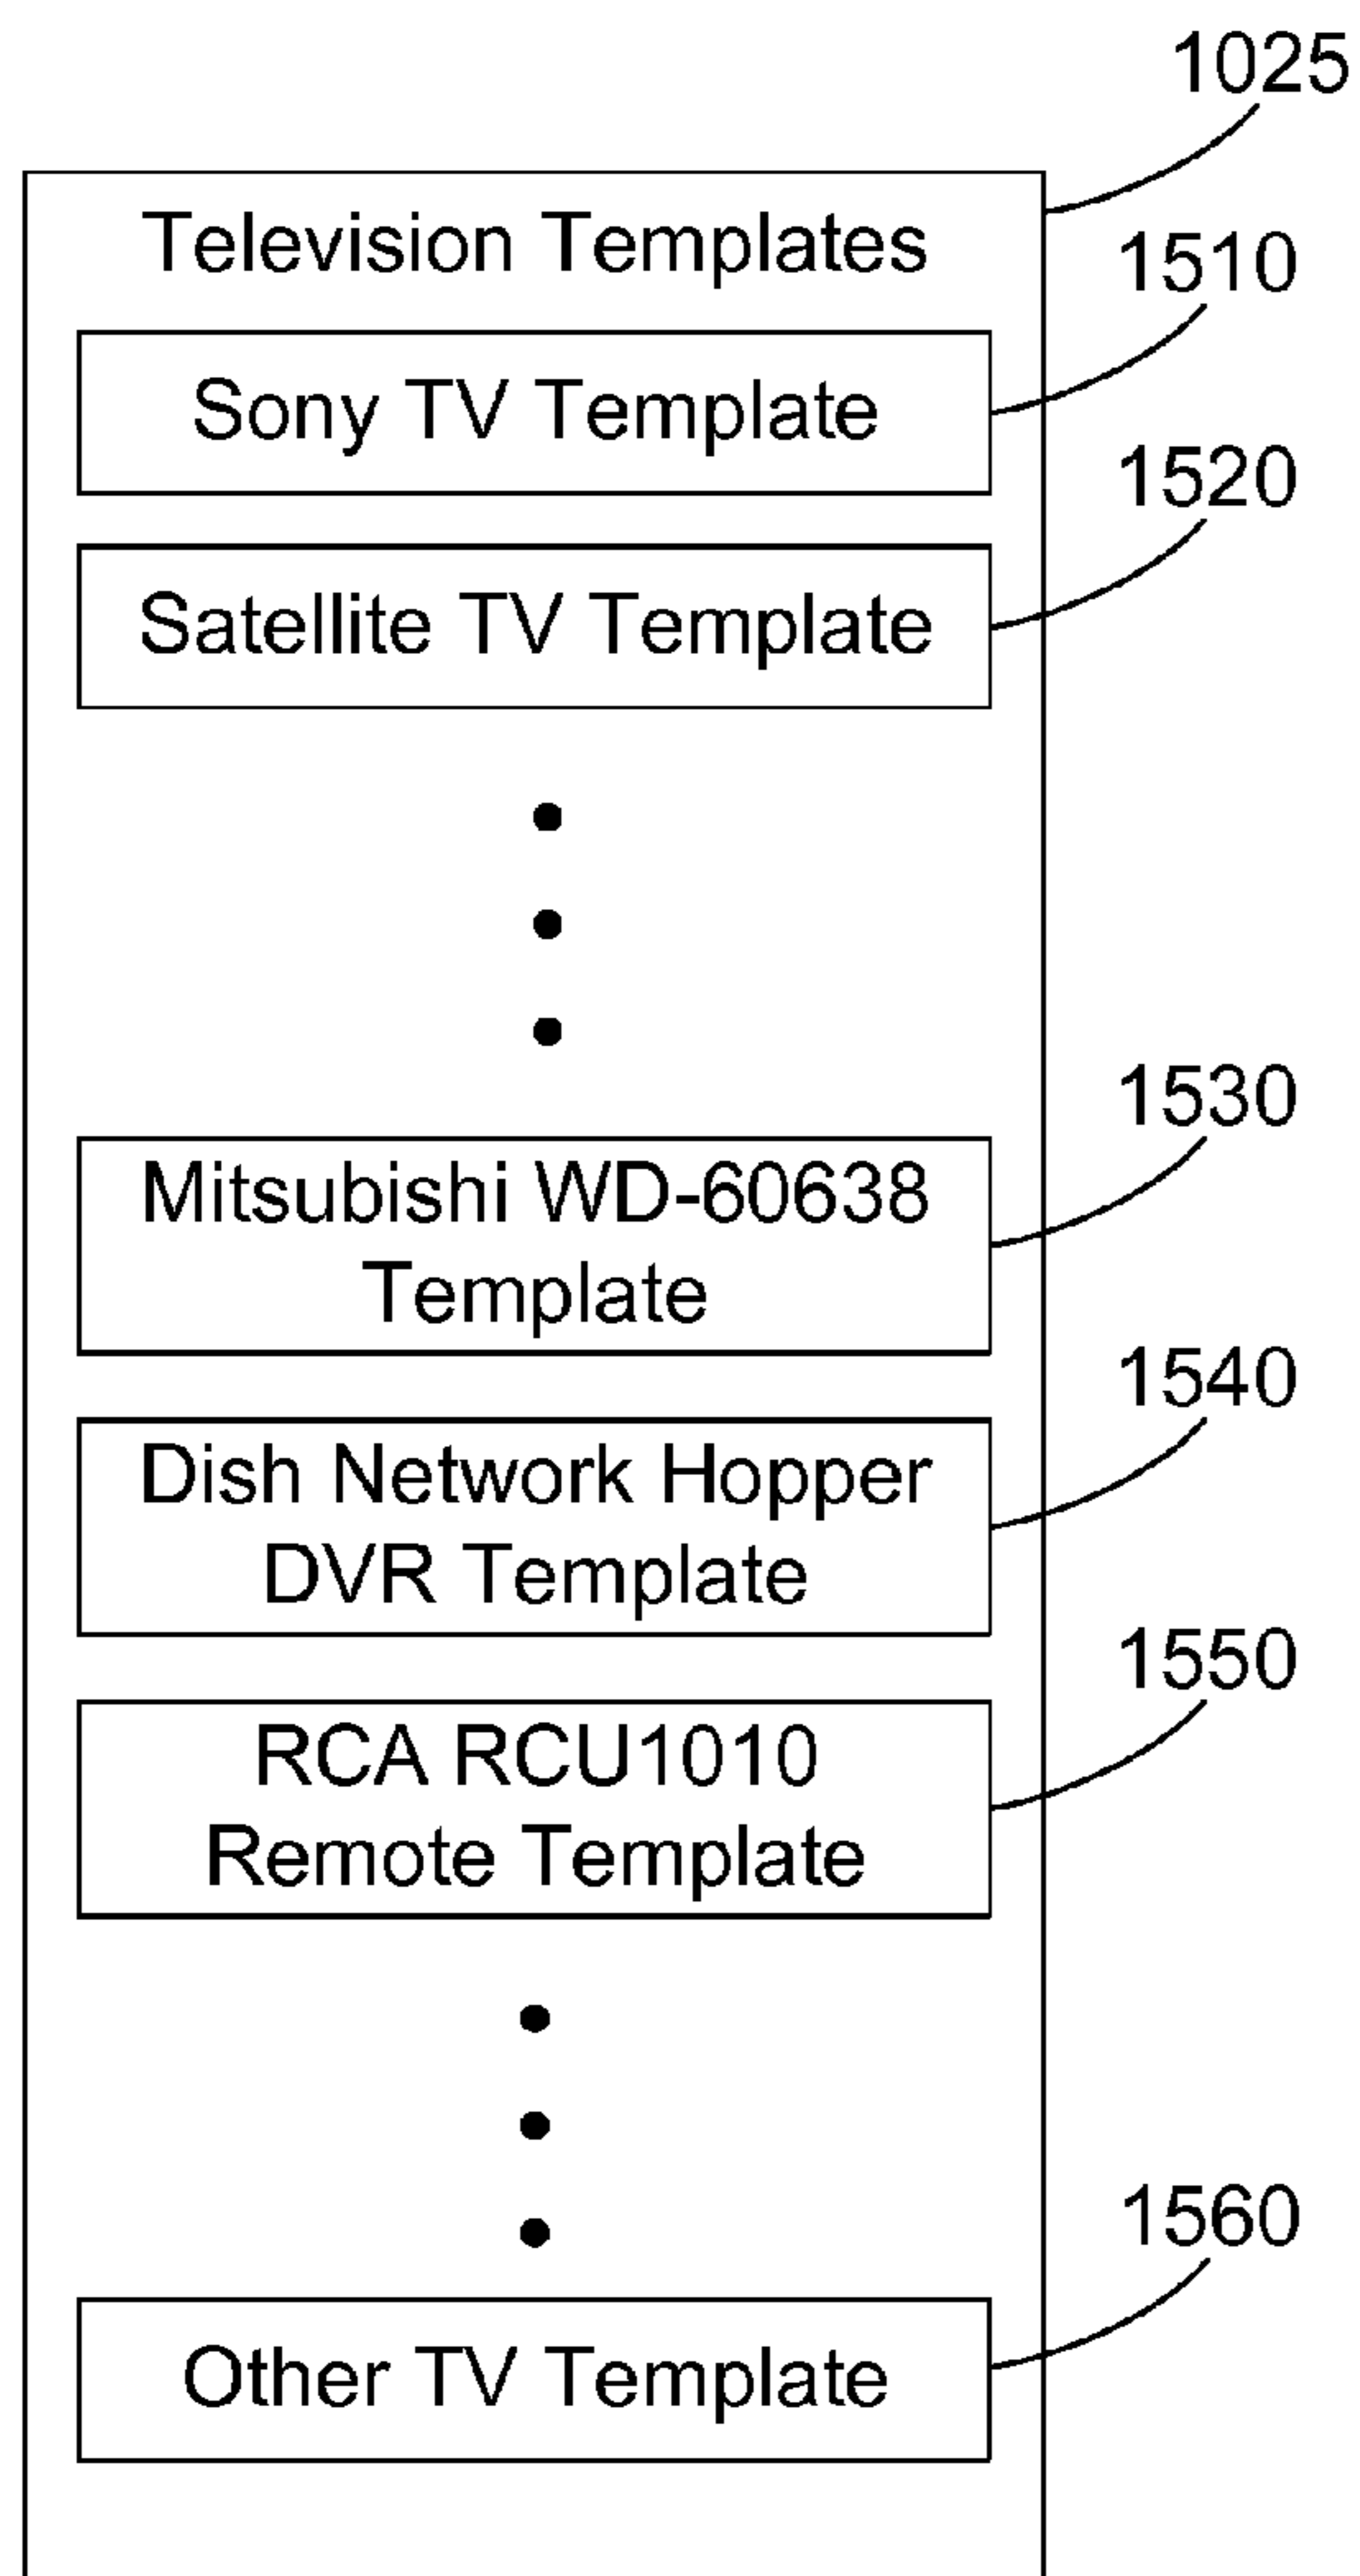 1025
Television Templates
1510
Sony TV Template
1520
Satellite TV Template
1530
Mitsubishi WD-60638
Template
1540
Dish Network Hopper
DVR Template
1550
RCA RCU1010
Remote Template
1560
Other TV Template